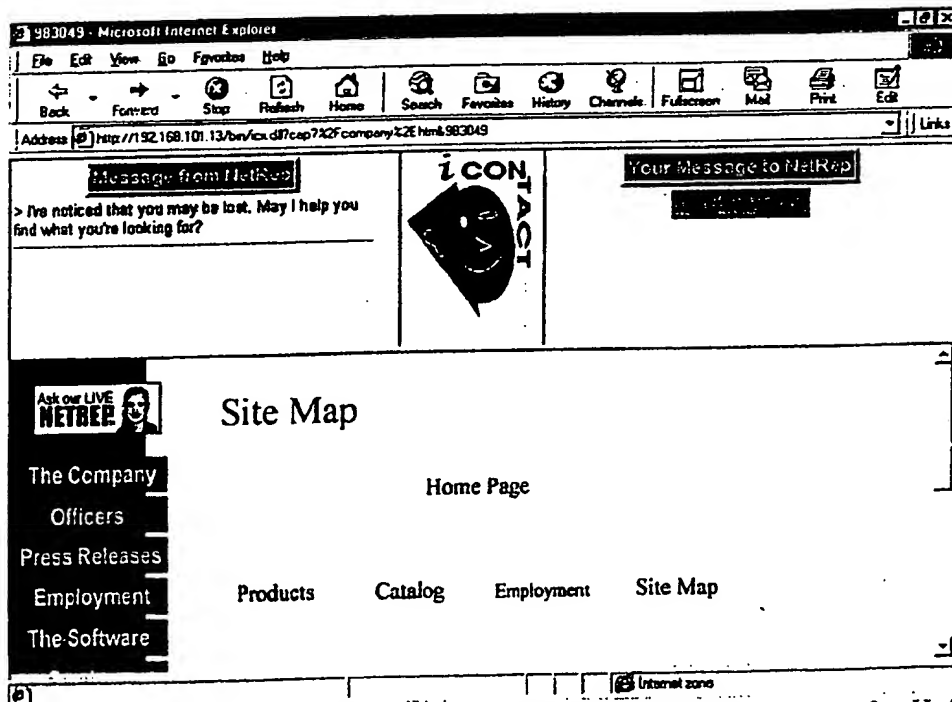 983049 - Microsoft Internet Explorer
File Edit View Go Favorites Help
Back Forward Stop Refresh Home Search Favorites History Channels Fullscreen Mail Print Edit
Address http://192.168.101.13/bin/icx.dll?cap?%2Fcompany%2Ehtm&983049 Links
Message from NetRep
> I've noticed that you may be lost. May I help you
find what you're looking for?
i CONTACT
Your Message to NetRep
Ask our LIVE
NETREP
The Company
Officers
Press Releases
Employment
The Software
Site Map
Home Page
Products Catalog Employment Site Map
Internet zone